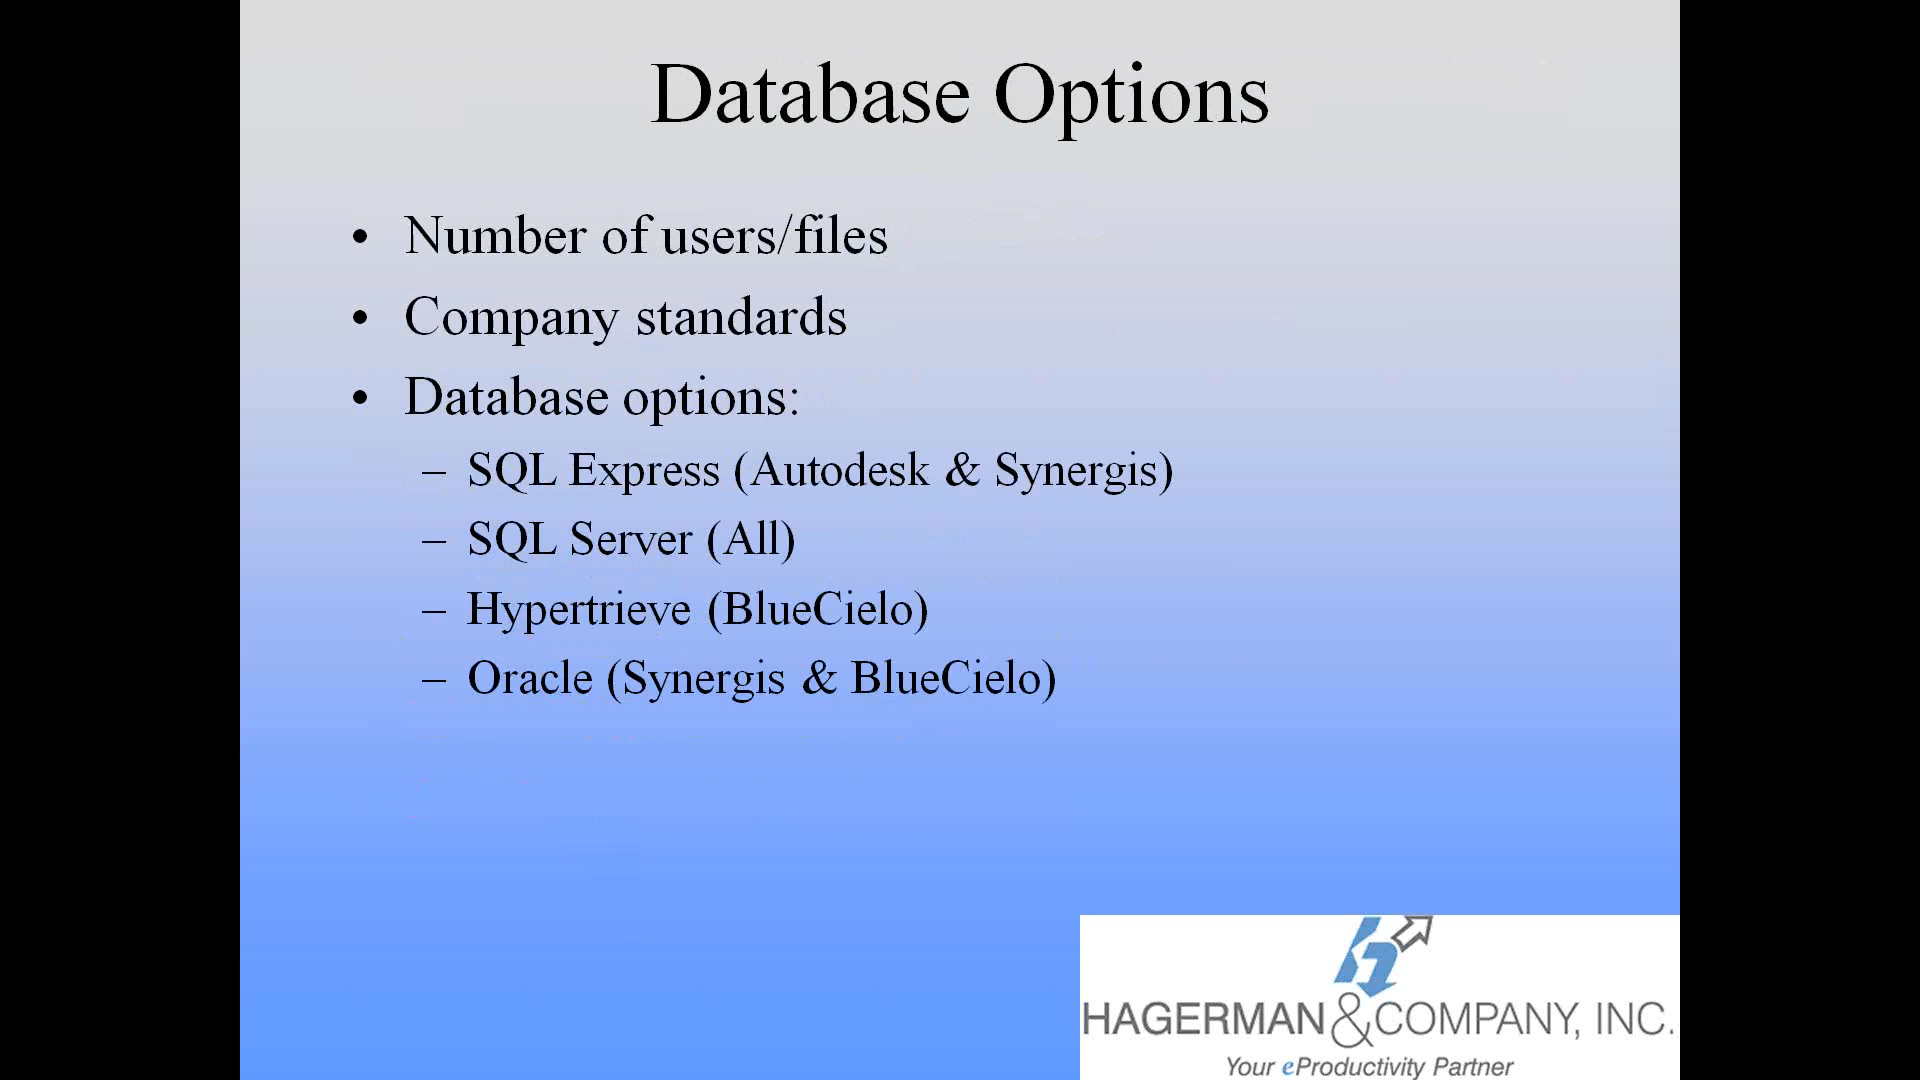 Database Options
• Number of users/files
• Company standards
• Database options:
– SQL Express (Autodesk & Synergis)
– SQL Server (All)
– Hypertrieve (BlueCielo)
– Oracle (Synergis & BlueCielo)
HAGERMAN & COMPANY, INC.
Your eProductivity Partner